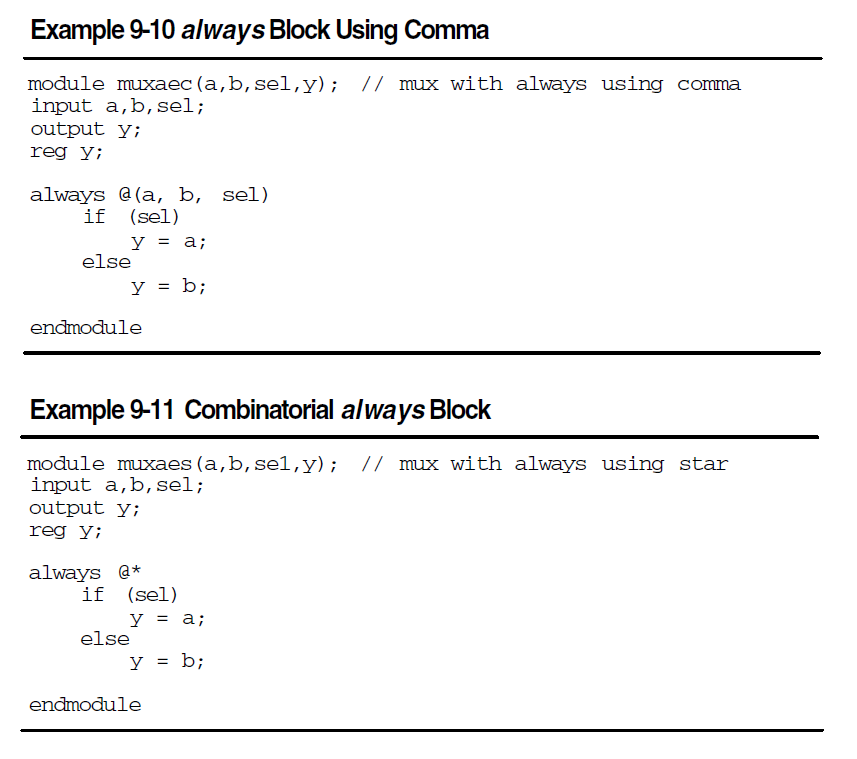 Example 9-10 always Block Using Comma
module muxaec(a,b,sel,y);  // mux with always using comma
input a,b,sel;
output y;
reg y;
always @(a, b,  sel)
    if  (sel)
        y = a;
    else
        y = b;
endmodule
Example 9-11  Combinatorial always Block
module muxaes(a,b,se1,y);  // mux with always using star
input a,b,sel;
output y;
reg y;
always @*
    if  (sel)
        y = a;
    else
        y = b;
endmodule